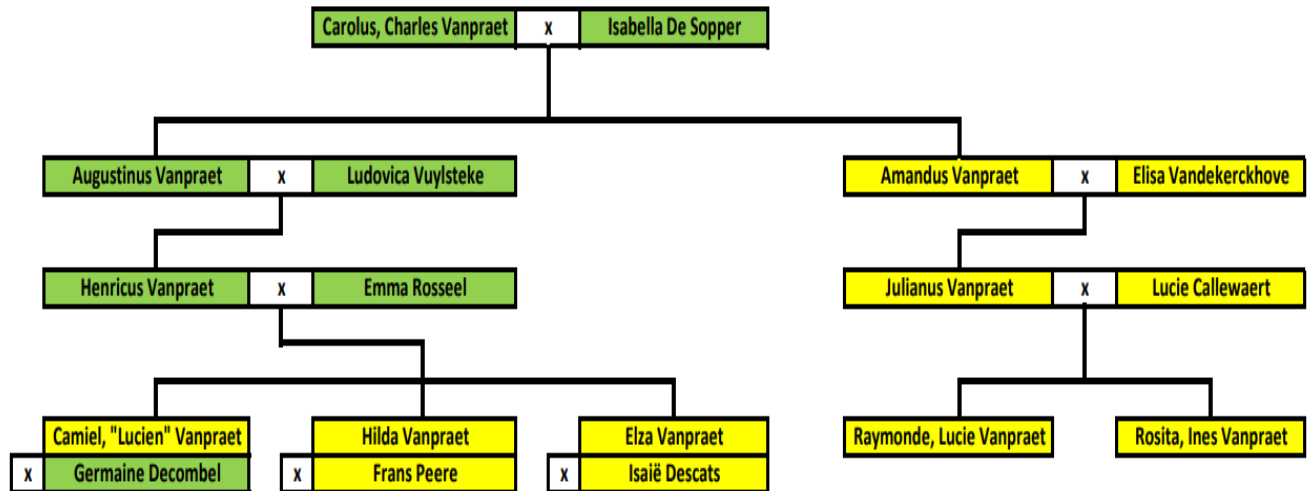 Carolus, Charles Vanpraet x Isabella De Sopper
Augustinus Vanpraet x Ludovica Vuylsteke
Amandus Vanpraet x Elisa Vandekerckhove
Henricus Vanpraet x Emma Rosseel
Julianus Vanpraet x Lucie Callewaert
Camiel, "Lucien" Vanpraet
x Germaine Decombel
Hilda Vanpraet
x Frans Peere
Elza Vanpraet
x Isaië Descats
Raymonde, Lucie Vanpraet
Rosita, Ines Vanpraet